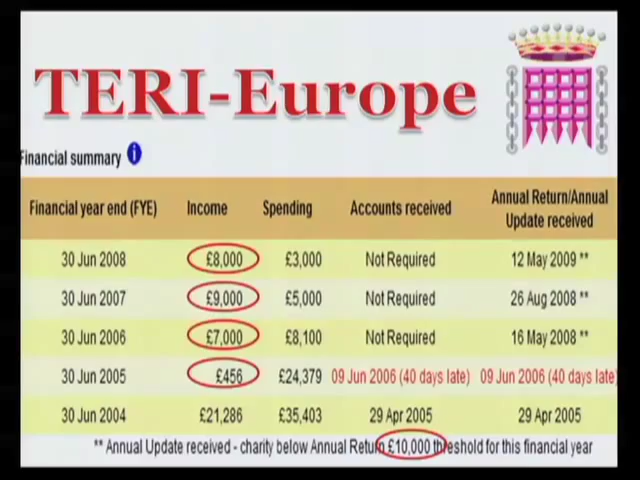 TERI-Europe
Financial summary i
Financial year end (FYE) Income Spending Accounts received Annual Return/Annual Update received
30 Jun 2008 £8,000 £3,000 Not Required 12 May 2009 **
30 Jun 2007 £9,000 £5,000 Not Required 26 Aug 2008 **
30 Jun 2006 £7,000 £8,100 Not Required 16 May 2008 **
30 Jun 2005 £456 £24,379 09 Jun 2006 (40 days late) 09 Jun 2006 (40 days late)
30 Jun 2004 £21,286 £35,403 29 Apr 2005 29 Apr 2005
** Annual Update received - charity below Annual Return £10,000 threshold for this financial year